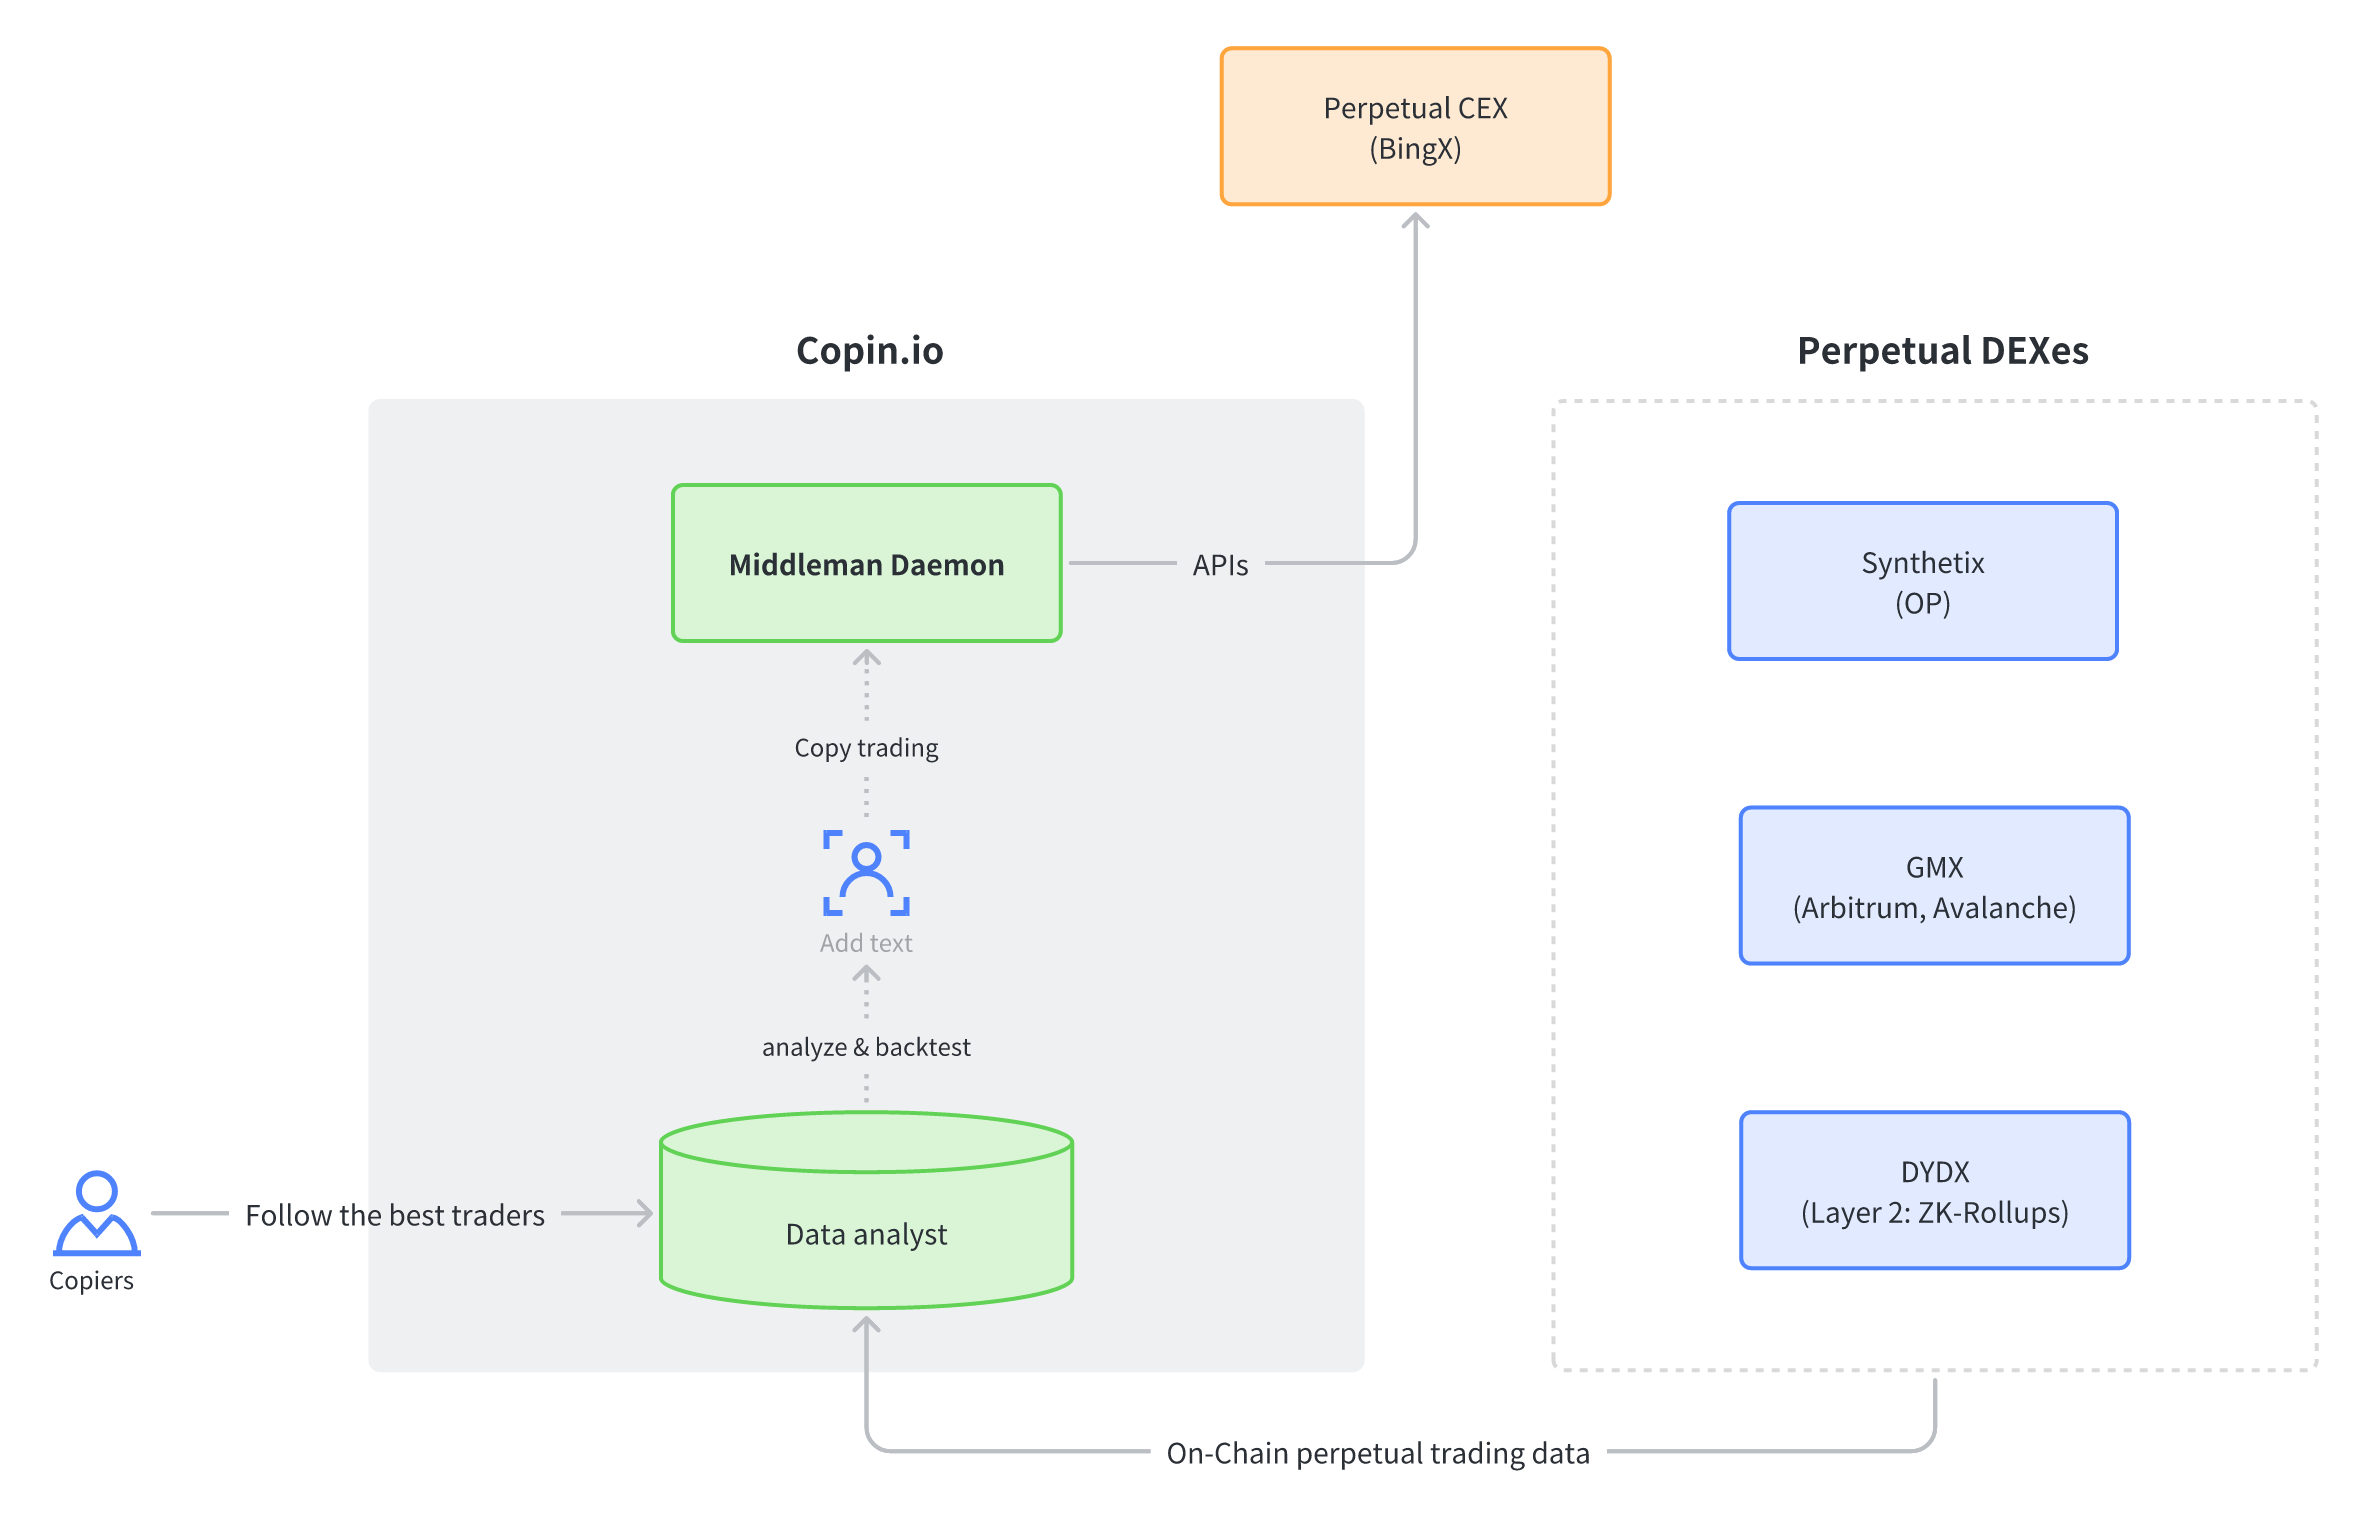 Perpetual CEX
(BingX)
Copin.io
Perpetual DEXes
Middleman Daemon
APIs
Synthetix
(OP)
Copy trading
GMX
(Arbitrum, Avalanche)
Add text
analyze & backtest
DYDX
(Layer 2: ZK-Rollups)
Follow the best traders
Data analyst
Copiers
On-Chain perpetual trading data